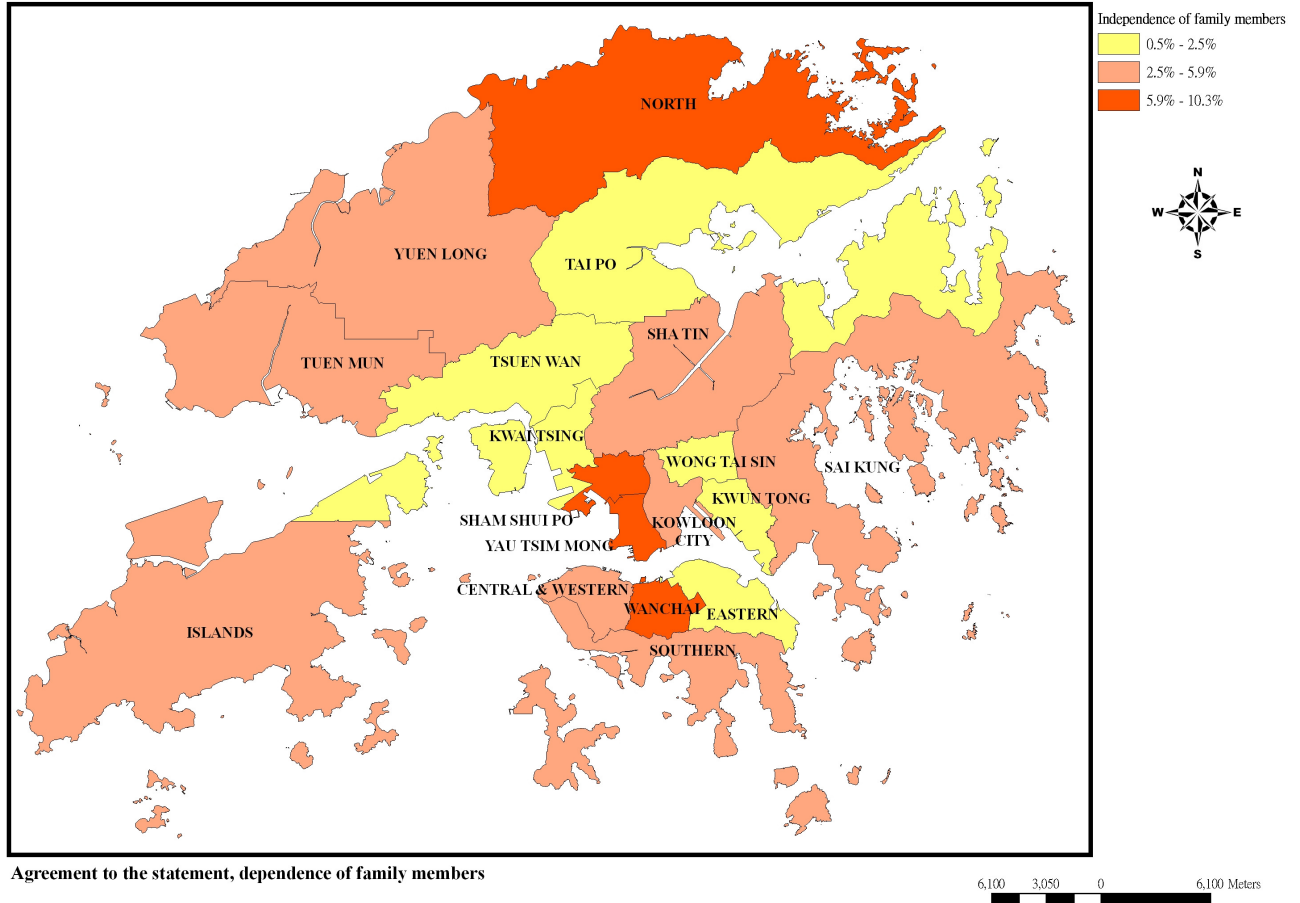 Independence of family members
0.5% - 2.5%
2.5% - 5.9%
5.9% - 10.3%
N
W E
S
NORTH
YUEN LONG
TAI PO
SHA TIN
TUEN MUN
TSUEN WAN
KWAI TSING
WONG TAI SIN
SAI KUNG
KWUN TONG
SHAM SHUI PO
KOWLOON
CITY
YAU TSIM MONG
CENTRAL & WESTERN
WANCHAI
EASTERN
ISLANDS
SOUTHERN
Agreement to the statement, dependence of family members
6,100 3,050 0 6,100 Meters